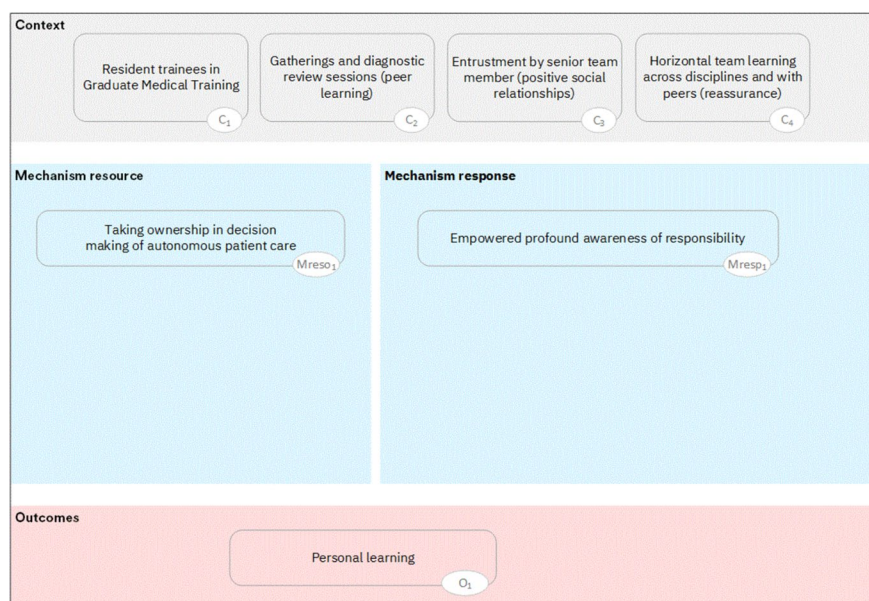 Context
Resident trainees in
Graduate Medical Training
C₁
Gatherings and diagnostic
review sessions (peer
learning)
C₂
Entrustment by senior team
member (positive social
relationships)
C₃
Horizontal team learning
across disciplines and with
peers (reassurance)
C₄
Mechanism resource
Taking ownership in decision
making of autonomous patient care
Mreso₁
Mechanism response
Empowered profound awareness of responsibility
Mresp₁
Outcomes
Personal learning
O₁